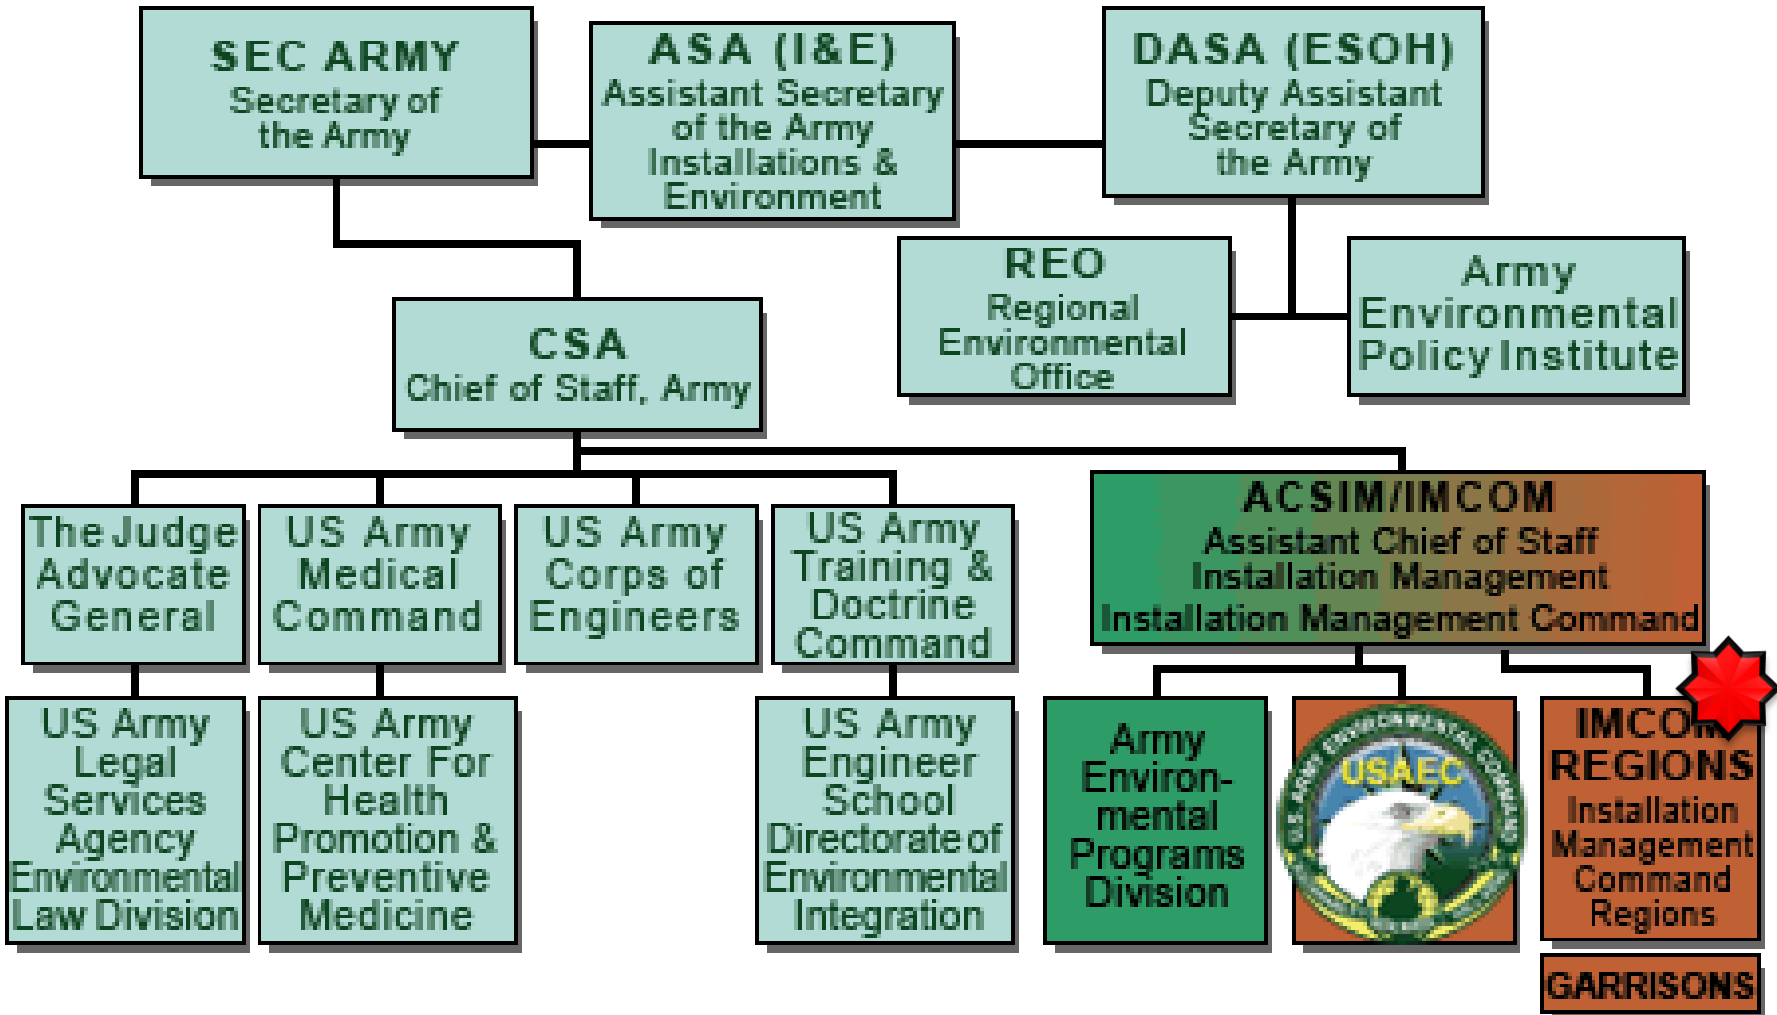 SEC ARMY
Secretary of
the Army
ASA (I&E)
Assistant Secretary
of the Army
Installations &
Environment
DASA (ESOH)
Deputy Assistant
Secretary of
the Army
REO
Regional
Environmental
Office
Army
Environmental
Policy Institute
CSA
Chief of Staff, Army
The Judge
Advocate
General
US Army
Medical
Command
US Army
Corps of
Engineers
US Army
Training &
Doctrine
Command
ACSIM/IMCOM
Assistant Chief of Staff
Installation Management
Installation Management Command
US Army
Legal
Services
Agency
Environmental
Law Division
US Army
Center For
Health
Promotion &
Preventive
Medicine
US Army
Engineer
School
Directorate of
Environmental
Integration
Army
Environ-
mental
Programs
Division
U.S. ARMY ENVIRONMENTAL COMMAND
USAEC
IMCOM
REGIONS
Installation
Management
Command
Regions
GARRISONS